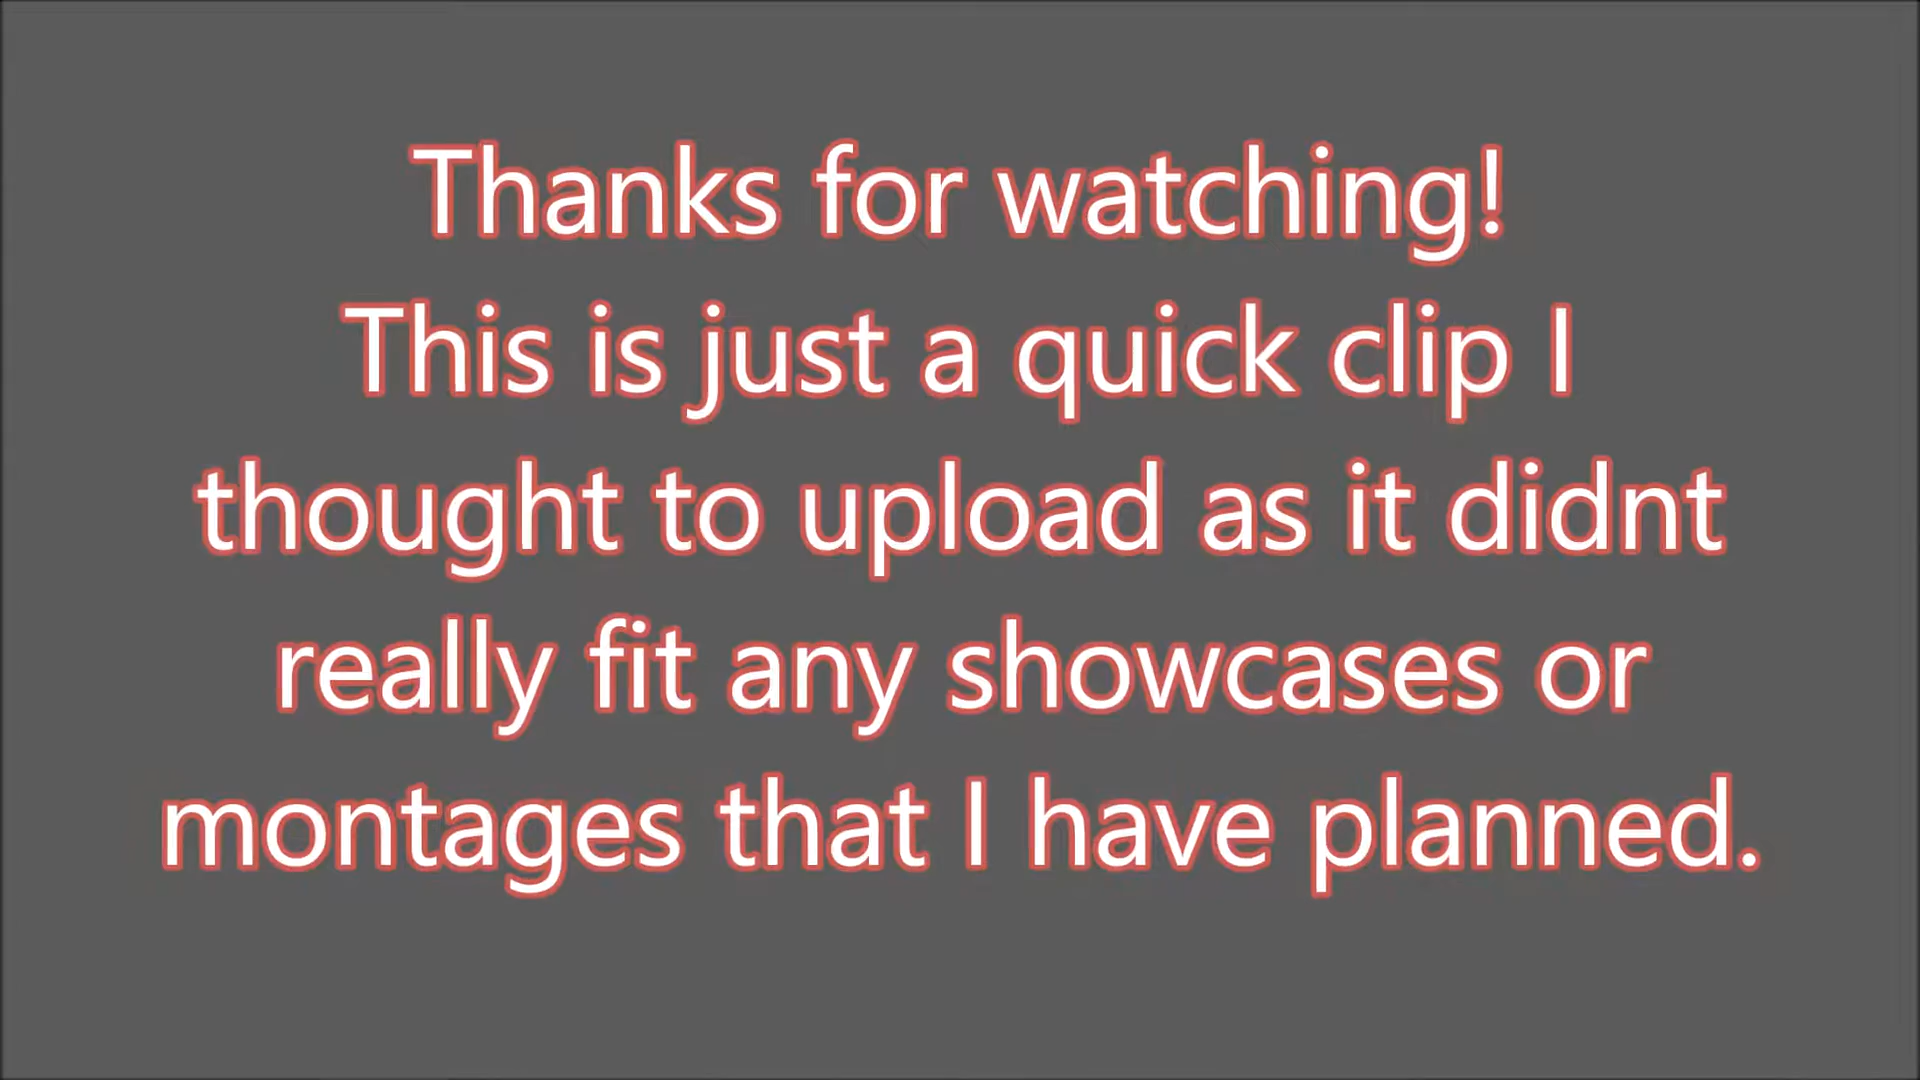 Thanks for watching!
This is just a quick clip I
thought to upload as it didnt
really fit any showcases or
montages that I have planned.